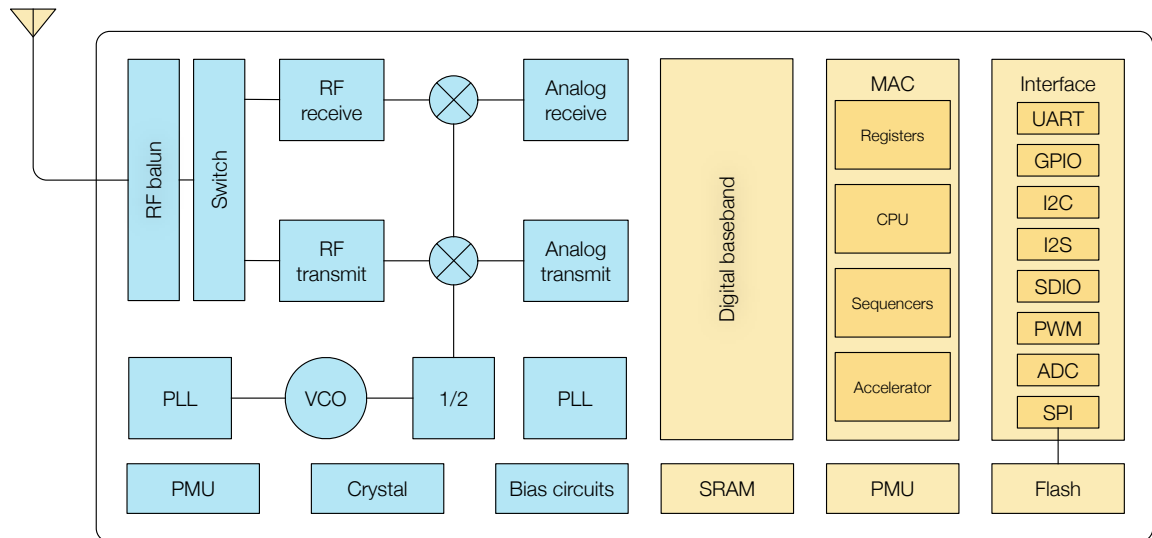 RF balun
Switch
RF
receive
Analog
receive
RF
transmit
Analog
transmit
PLL
VCO
1/2
PLL
PMU
Crystal
Bias circuits
Digital baseband
SRAM
MAC
Registers
CPU
Sequencers
Accelerator
PMU
Interface
UART
GPIO
I2C
I2S
SDIO
PWM
ADC
SPI
Flash